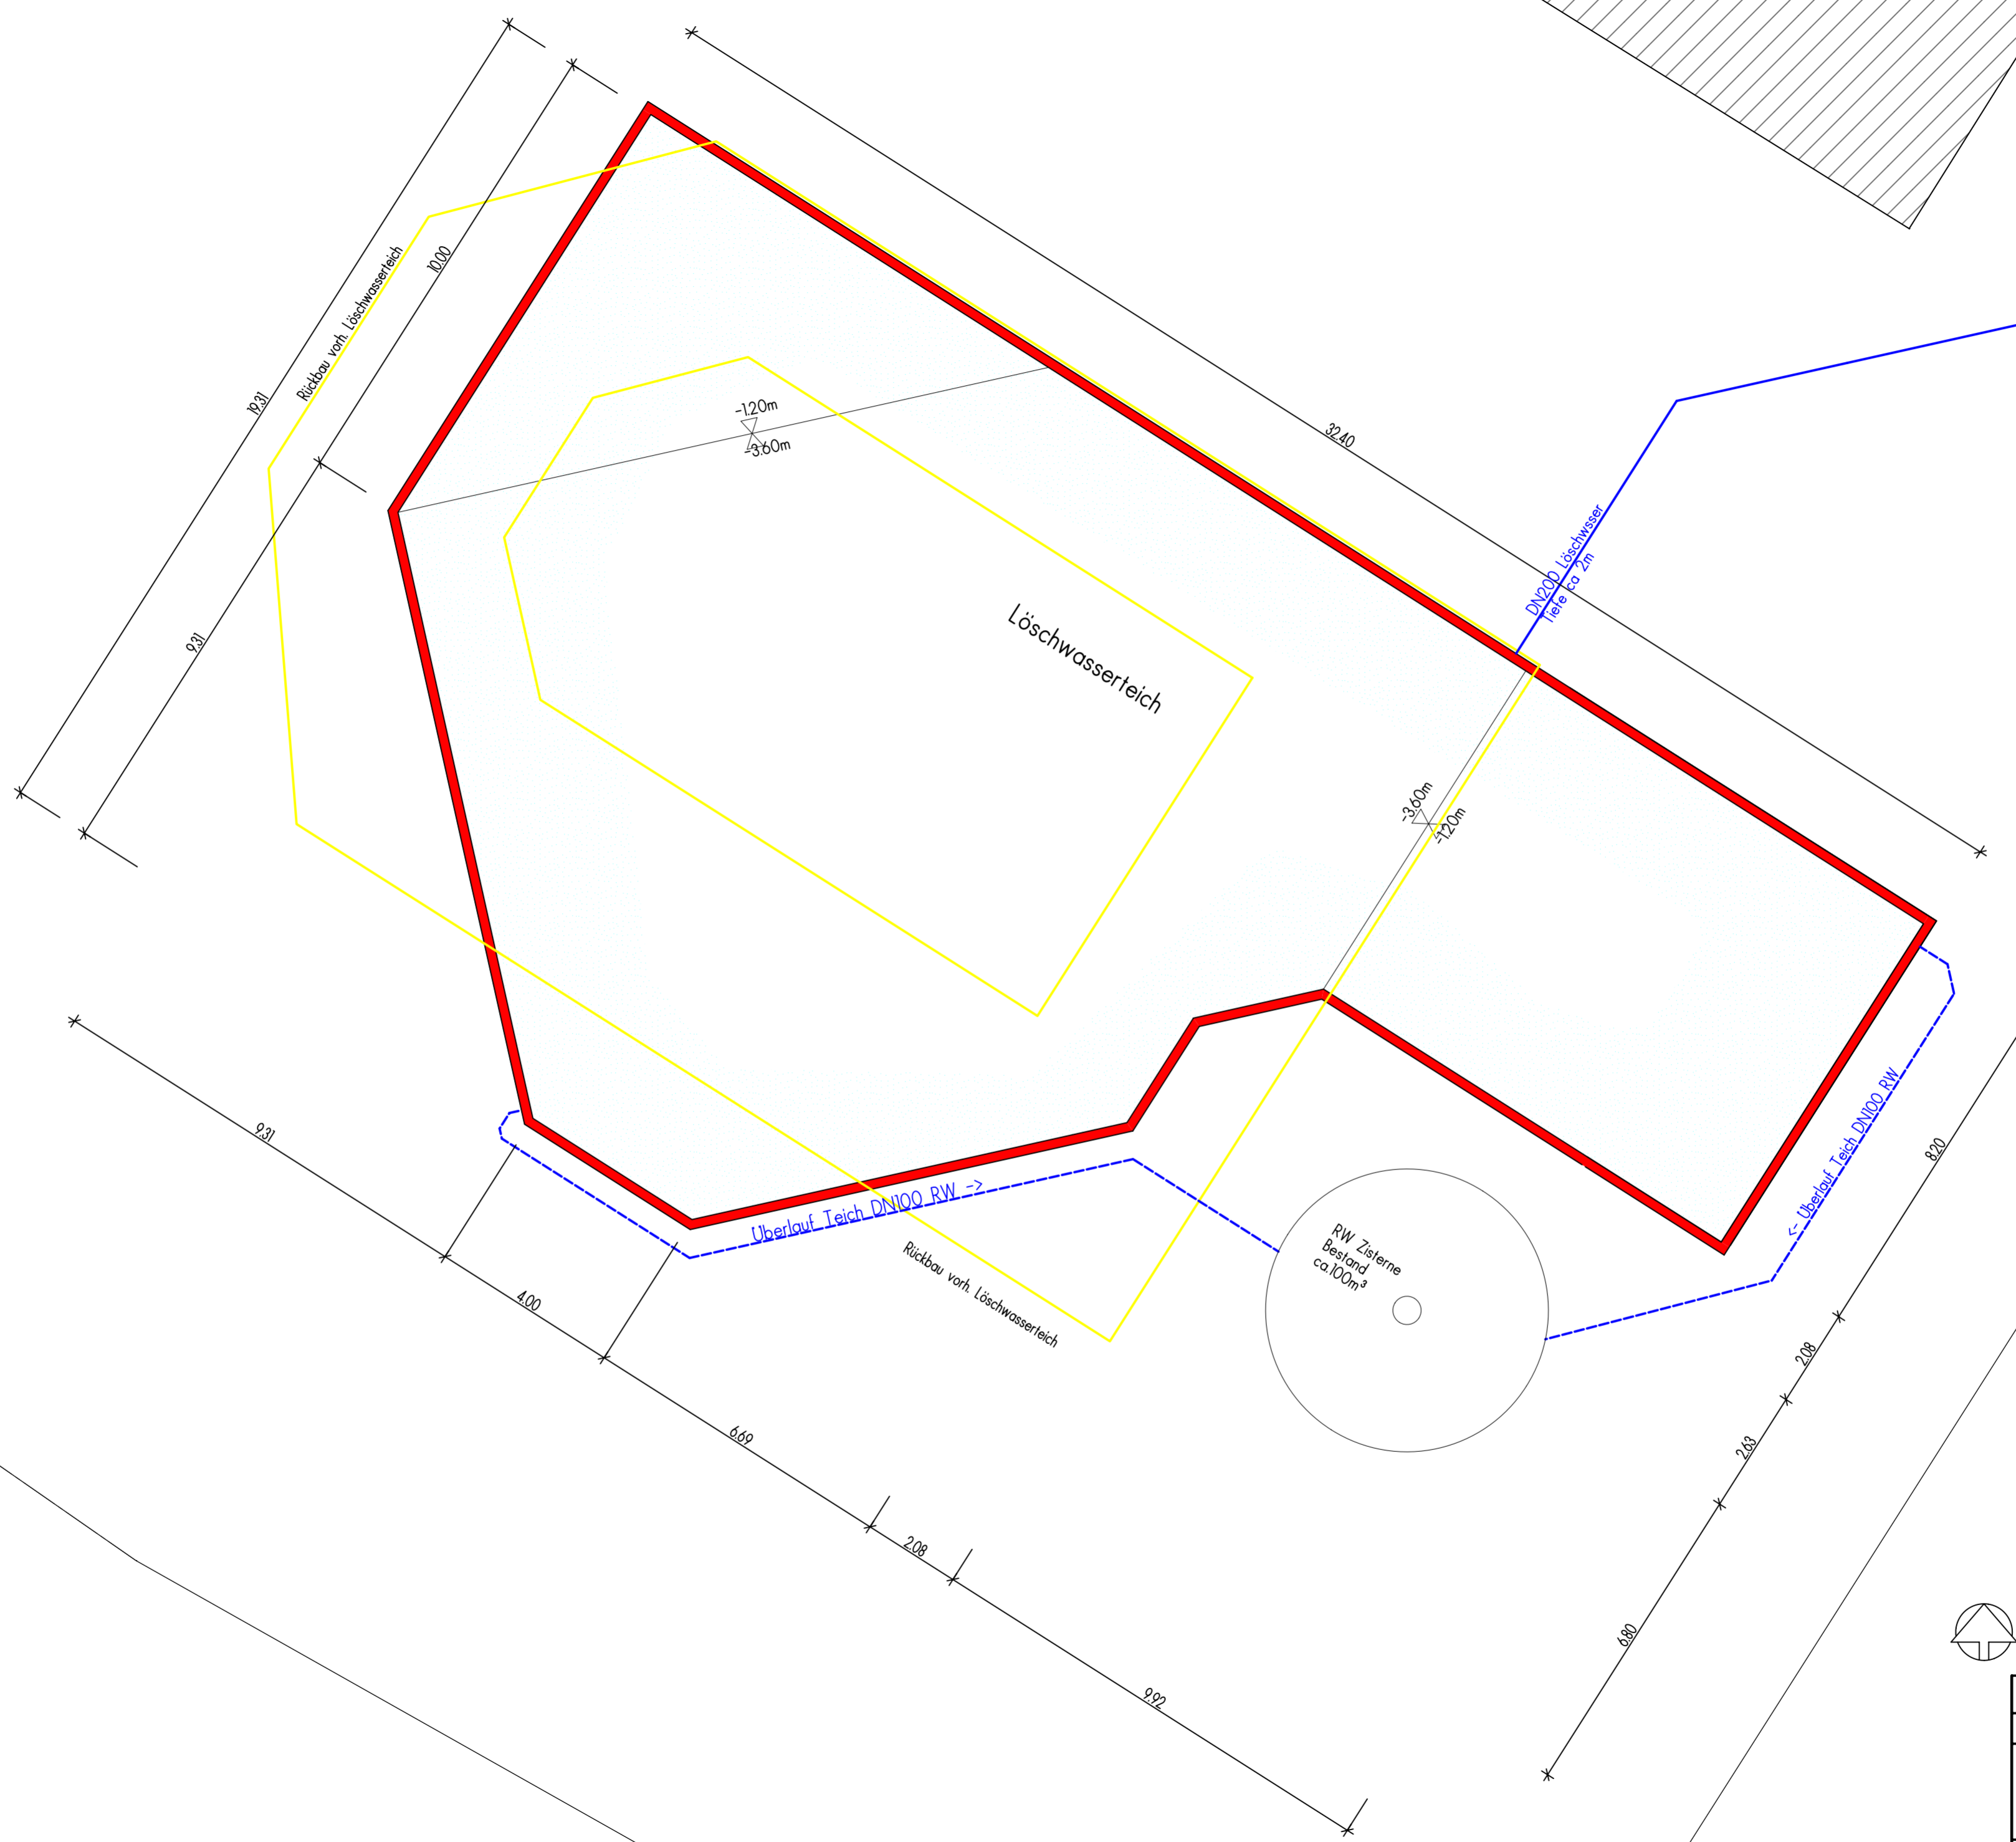 19.31
10.00
Rückbau vorh. Löschwasserteich
9.31
32.40
-1.20m
-3.60m
DN200 Löschwsser
Tiefe ca 2m
Löschwasserteich
-3.60m
-1.20m
9.31
4.00
6.69
2.08
9.92
Überlauf Teich DN100 RW ->
Rückbau vorh. Löschwasserteich
RW Zisterne
Bestand
ca.100m³
<- Überlauf Teich DN100 RW
8.20
2.08
2.63
6.80